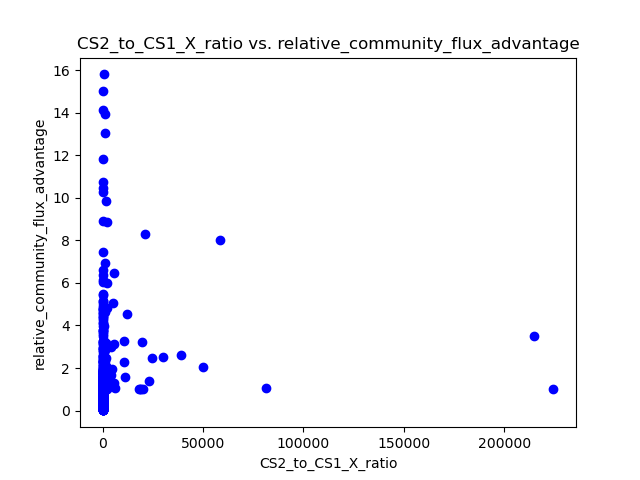 CS2_to_CS1_X_ratio vs. relative_community_flux_advantage
16
14
12
10
8
6
4
2
0
relative_community_flux_advantage
0 50000 100000 150000 200000
CS2_to_CS1_X_ratio